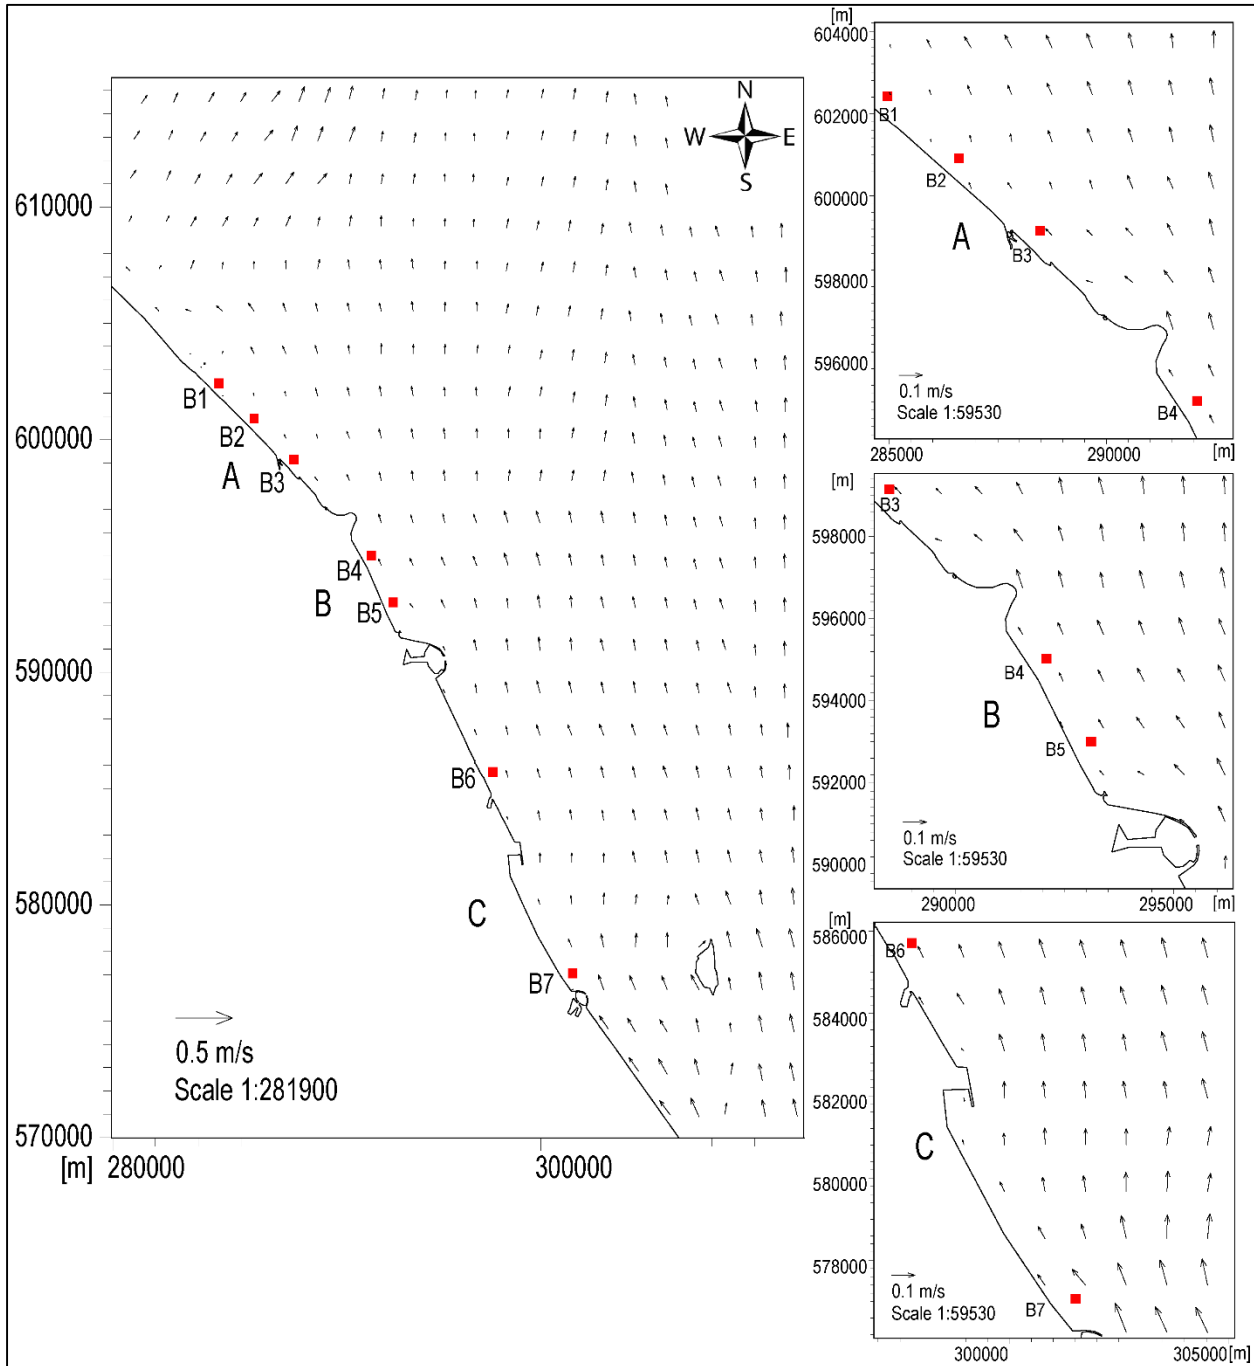 N
W E
S
610000
600000
590000
580000
570000
[m]
280000
300000
B1
B2
A
B3
B4
B
B5
B6
C
B7
0.5 m/s
Scale 1:281900
[m]
604000
602000
600000
598000
596000
B1
B2
A
B3
B4
0.1 m/s
Scale 1:59530
285000
290000
[m]
[m]
598000
596000
594000
592000
590000
B3
B4
B
B5
0.1 m/s
Scale 1:59530
290000
295000
[m]
[m]
586000
584000
582000
580000
578000
B6
C
B7
0.1 m/s
Scale 1:59530
300000
305000[m]